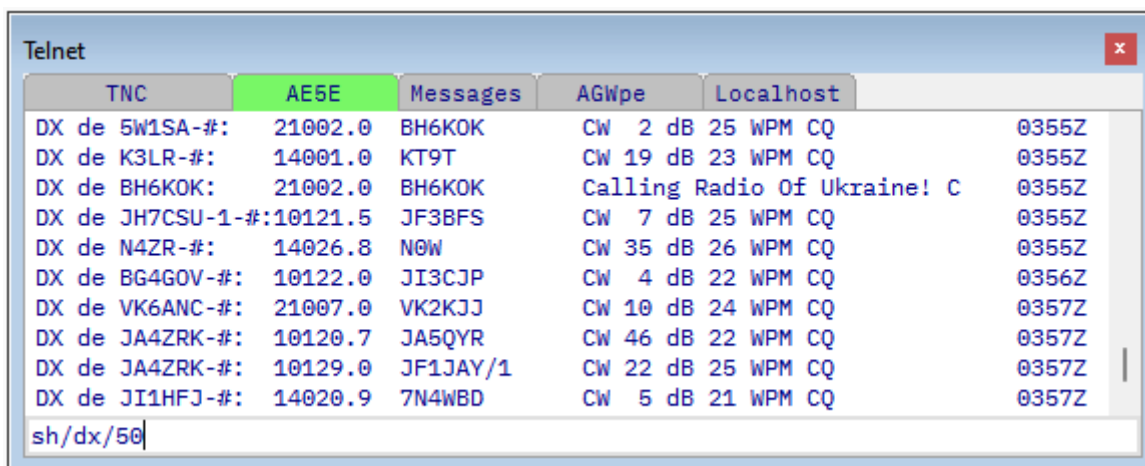 Telnet x
TNC AE5E Messages AGWpe Localhost
DX de 5W1SA-#: 21002.0 BH6KOK CW 2 dB 25 WPM CQ 0355Z
DX de K3LR-#: 14001.0 KT9T CW 19 dB 23 WPM CQ 0355Z
DX de BH6KOK: 21002.0 BH6KOK Calling Radio Of Ukraine! C 0355Z
DX de JH7CSU-1-#:10121.5 JF3BFS CW 7 dB 25 WPM CQ 0355Z
DX de N4ZR-#: 14026.8 N0W CW 35 dB 26 WPM CQ 0355Z
DX de BG4GOV-#: 10122.0 JI3CJP CW 4 dB 22 WPM CQ 0356Z
DX de VK6ANC-#: 21007.0 VK2KJJ CW 10 dB 24 WPM CQ 0357Z
DX de JA4ZRK-#: 10120.7 JA5QYR CW 46 dB 22 WPM CQ 0357Z
DX de JA4ZRK-#: 10129.0 JF1JAY/1 CW 22 dB 25 WPM CQ 0357Z
DX de JI1HFJ-#: 14020.9 7N4WBD CW 5 dB 21 WPM CQ 0357Z
sh/dx/50